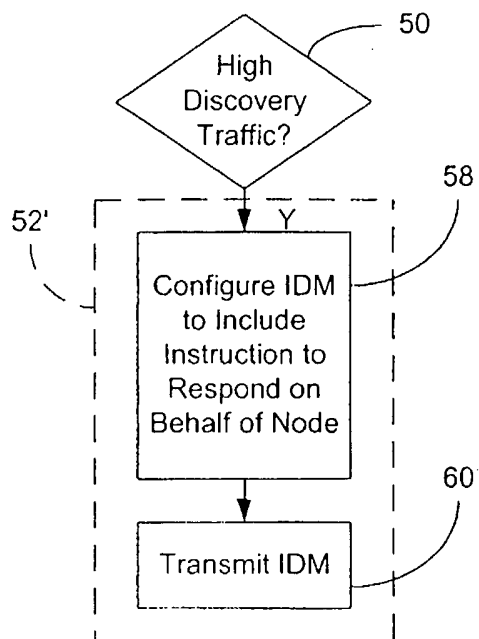 50
High
Discovery
Traffic?
52'
Y
58
Configure IDM
to Include
Instruction to
Respond on
Behalf of Node
60'
Transmit IDM